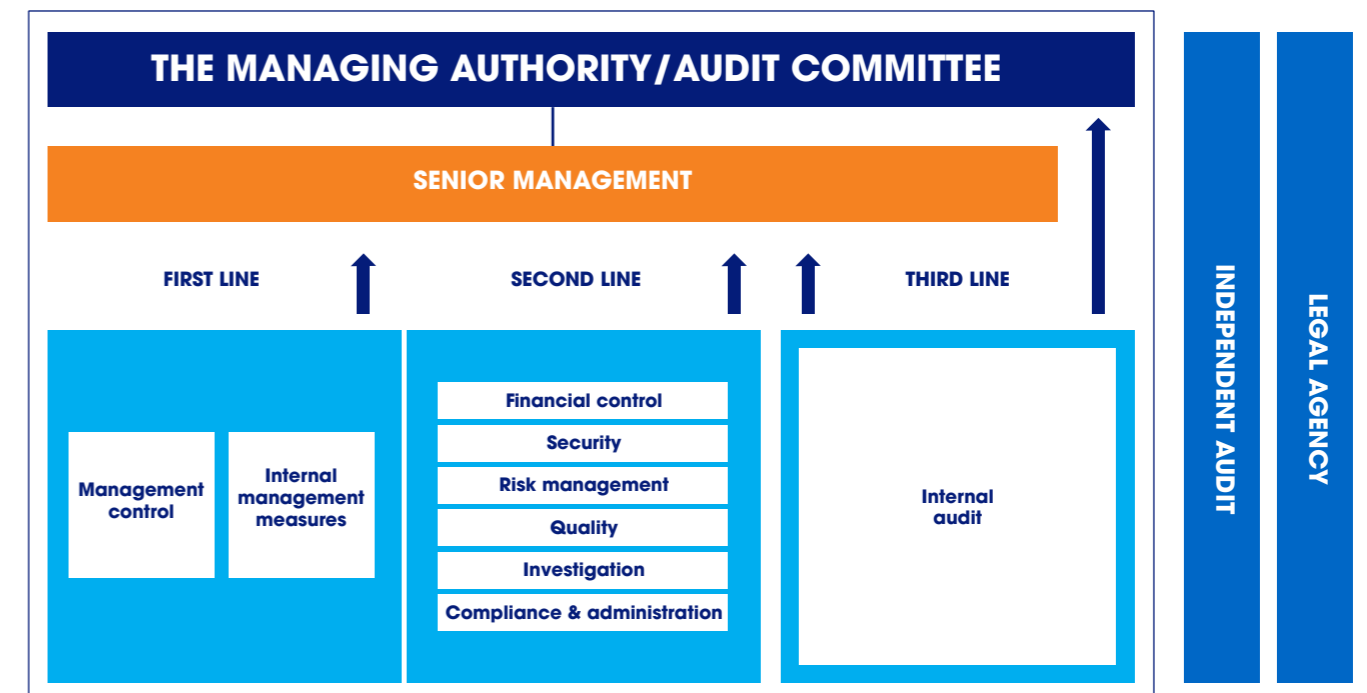 THE MANAGING AUTHORITY/AUDIT COMMITTEE
SENIOR MANAGEMENT
FIRST LINE
SECOND LINE
THIRD LINE
Management
control
Internal
management
measures
Financial control
Security
Risk management
Quality
Investigation
Compliance & administration
Internal
audit
INDEPENDENT AUDIT
LEGAL AGENCY